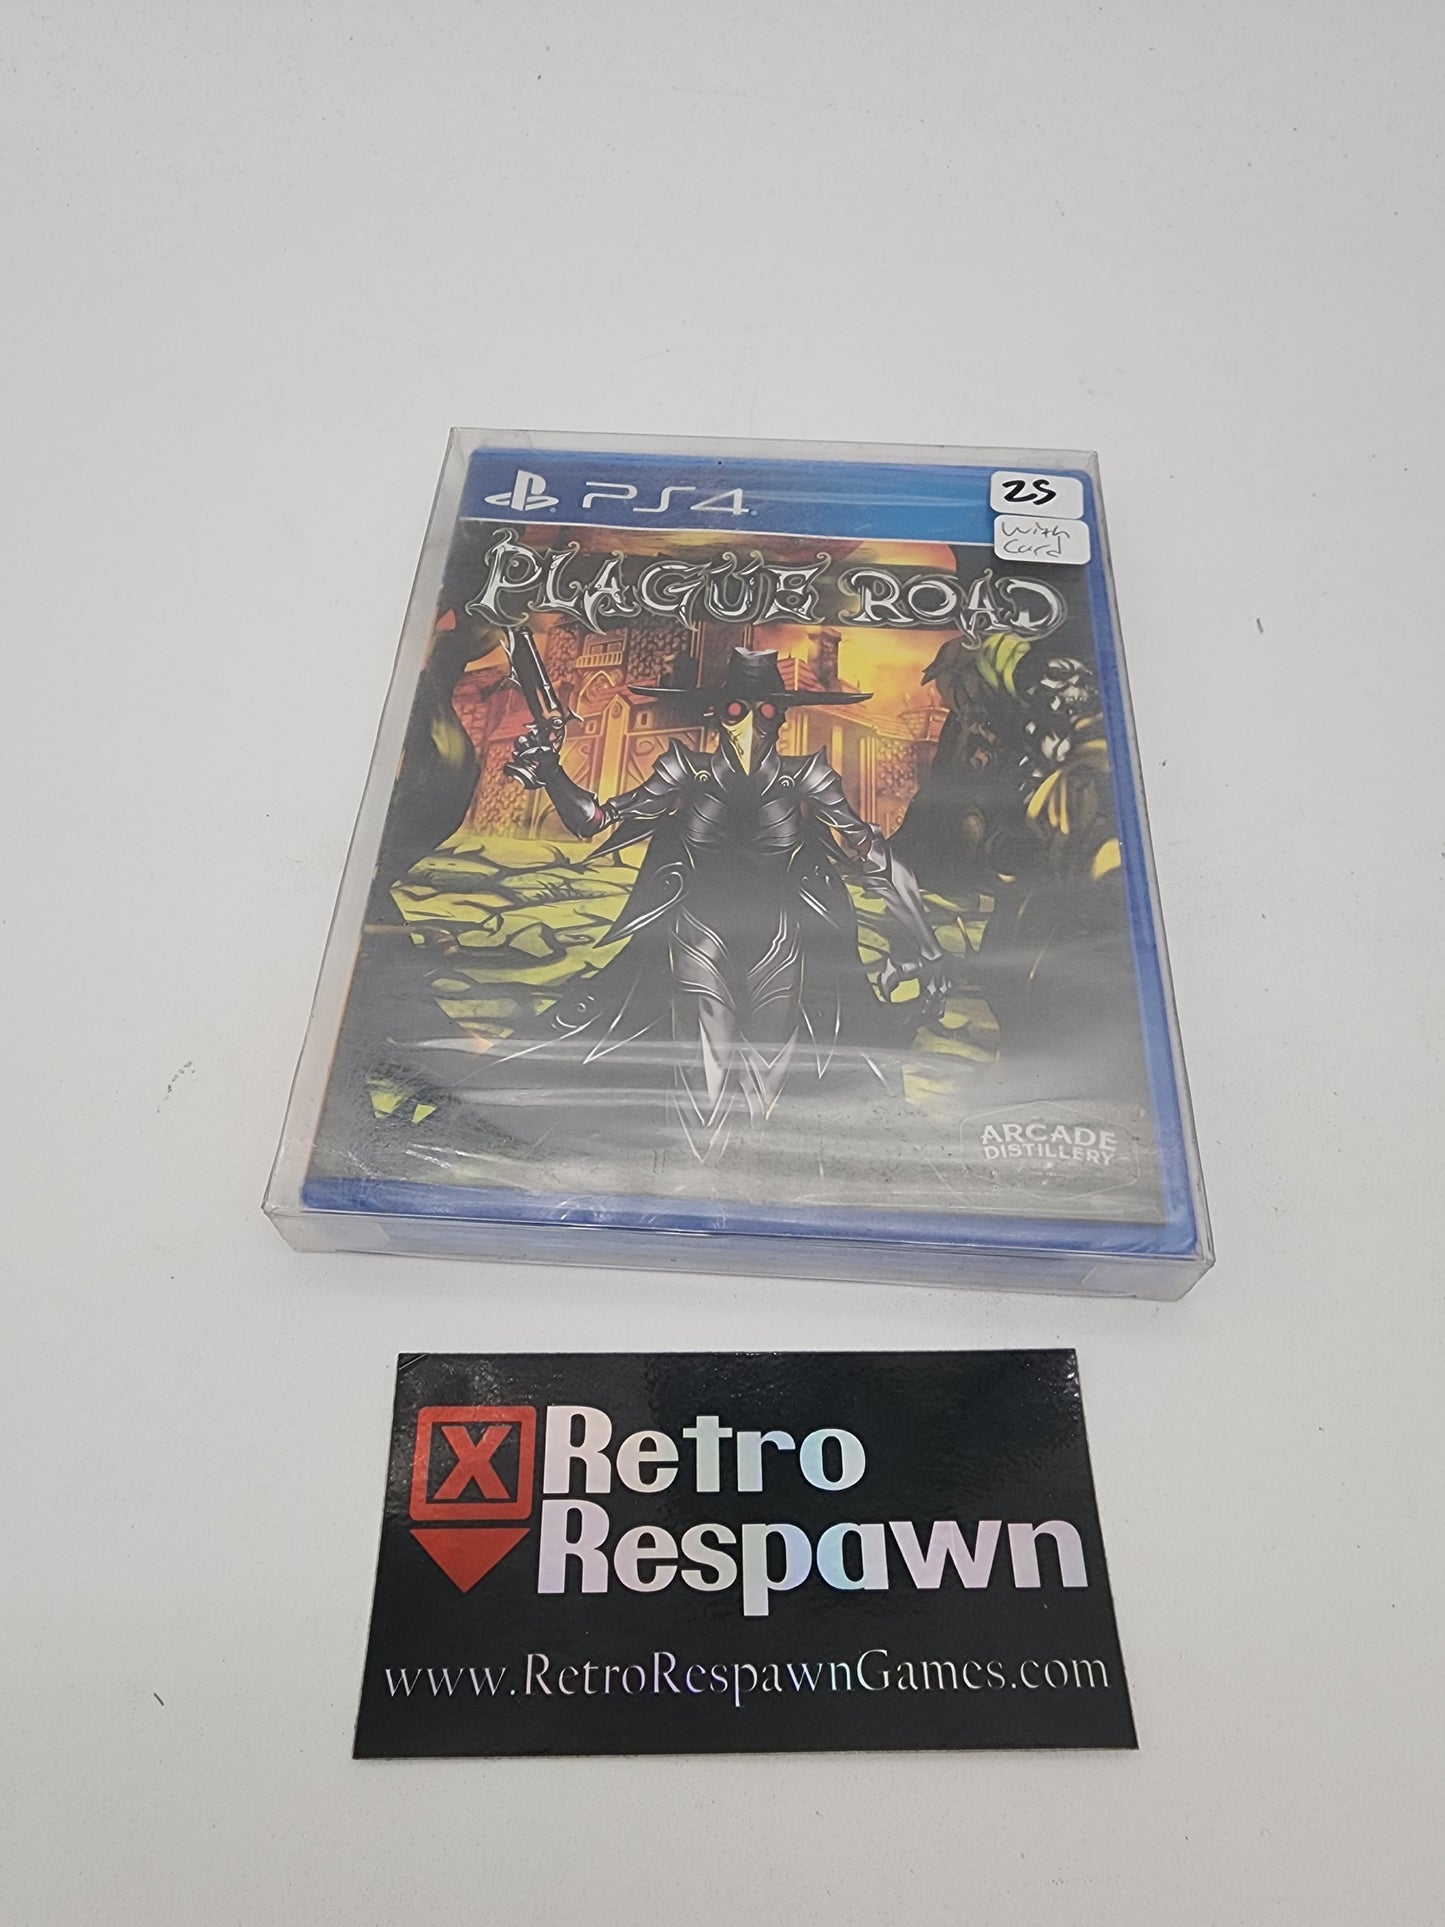 PS4
25
With
Card
PLAGUE ROAD
ARCADE
DISTILLERY
X Retro
Respawn
www.RetroRespawnGames.com